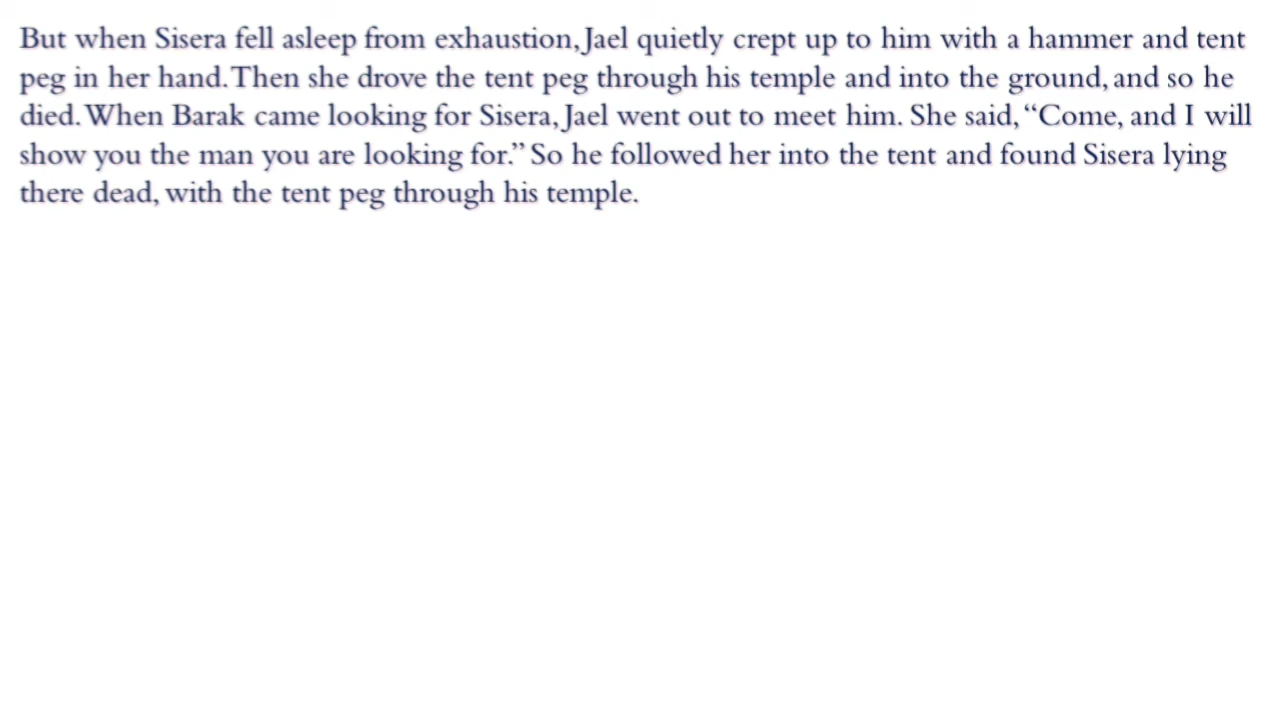 But when Sisera fell asleep from exhaustion, Jael quietly crept up to him with a hammer and tent
peg in her hand. Then she drove the tent peg through his temple and into the ground, and so he
died. When Barak came looking for Sisera, Jael went out to meet him. She said, “Come, and I will
show you the man you are looking for.” So he followed her into the tent and found Sisera lying
there dead, with the tent peg through his temple.